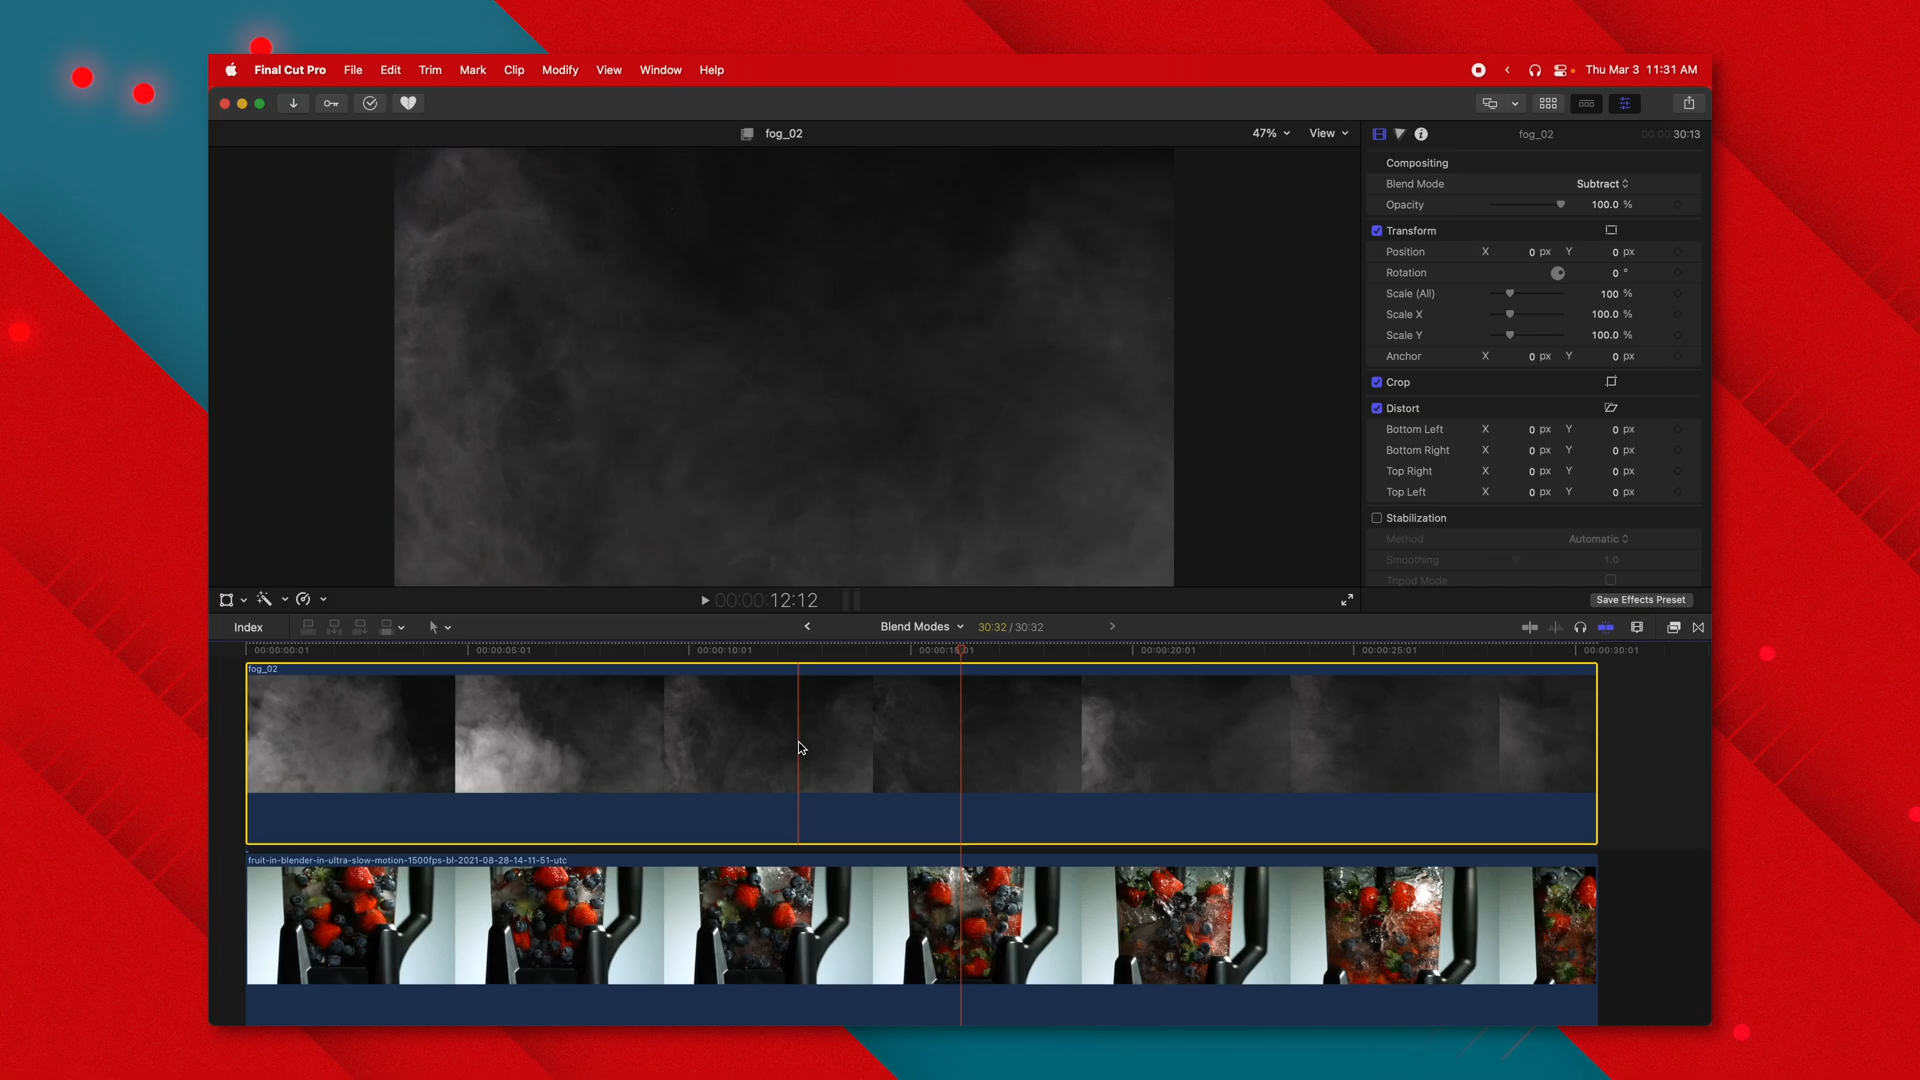 Final Cut Pro File Edit Trim Mark Clip Modify View Window Help Thu Mar 3 11:31 AM
fog_02 47% View fog_02 00:00:30:13
Compositing
Blend Mode Subtract
Opacity 100.0 %
Transform
Position X 0 px Y 0 px
Rotation 0 °
Scale (All) 100 %
Scale X 100.0 %
Scale Y 100.0 %
Anchor X 0 px Y 0 px
Crop
Distort
Bottom Left X 0 px Y 0 px
Bottom Right X 0 px Y 0 px
Top Right X 0 px Y 0 px
Top Left X 0 px Y 0 px
Stabilization
Method Automatic
Smoothing 1.0
Tripod Mode
00:00:12:12 Save Effects Preset
Index Blend Modes 30:32 / 30:32
00:00:00:01 00:00:05:01 00:00:10:01 00:00:15:01 00:00:20:01 00:00:25:01 00:00:30:01
fog_02
fruit-in-blender-in-ultra-slow-motion-1500fps-bl-2021-08-28-14-11-51-utc